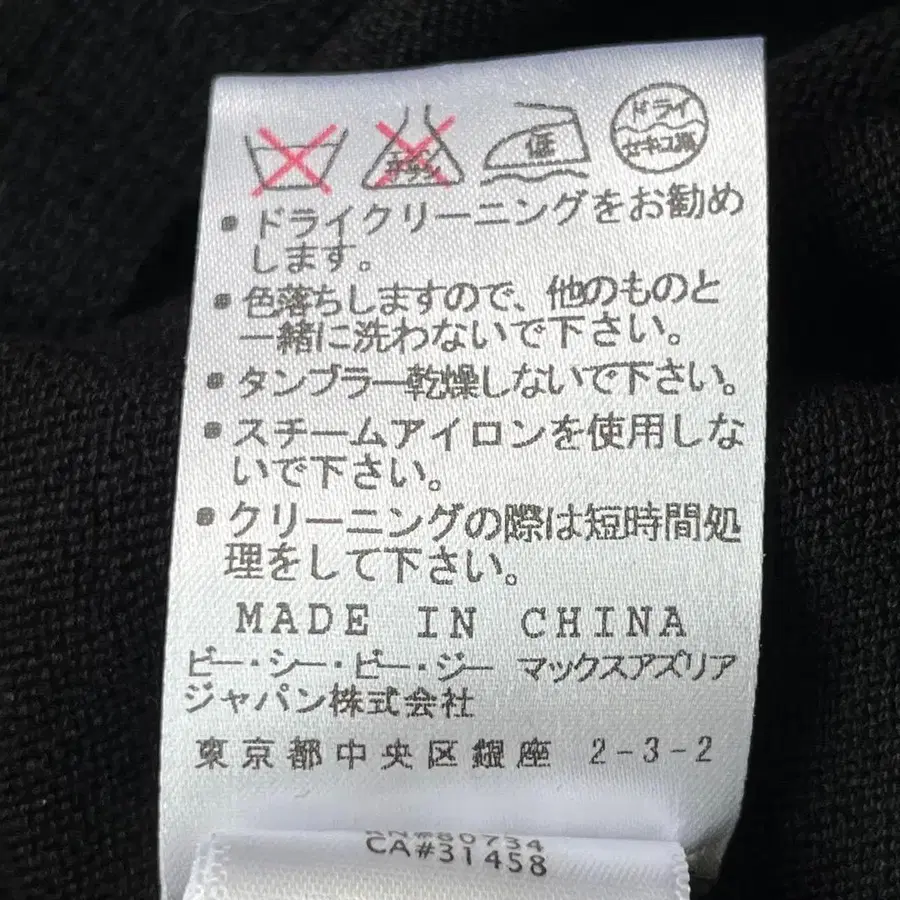 低
ドライ
セキユ系
・ドライクリーニングをお勧め
します。
・色落ちしますので、他のものと
一緒に洗わないで下さい。
・タンブラー乾燥しないで下さい。
・スチームアイロンを使用しな
いで下さい。
・クリーニングの際は短時間処
理をして下さい。
MADE IN CHINA
ビー・シー・ビー・ジー マックスアズリア
ジャパン株式会社
東京都中央区銀座 2-3-2
RN#80734
CA#31458